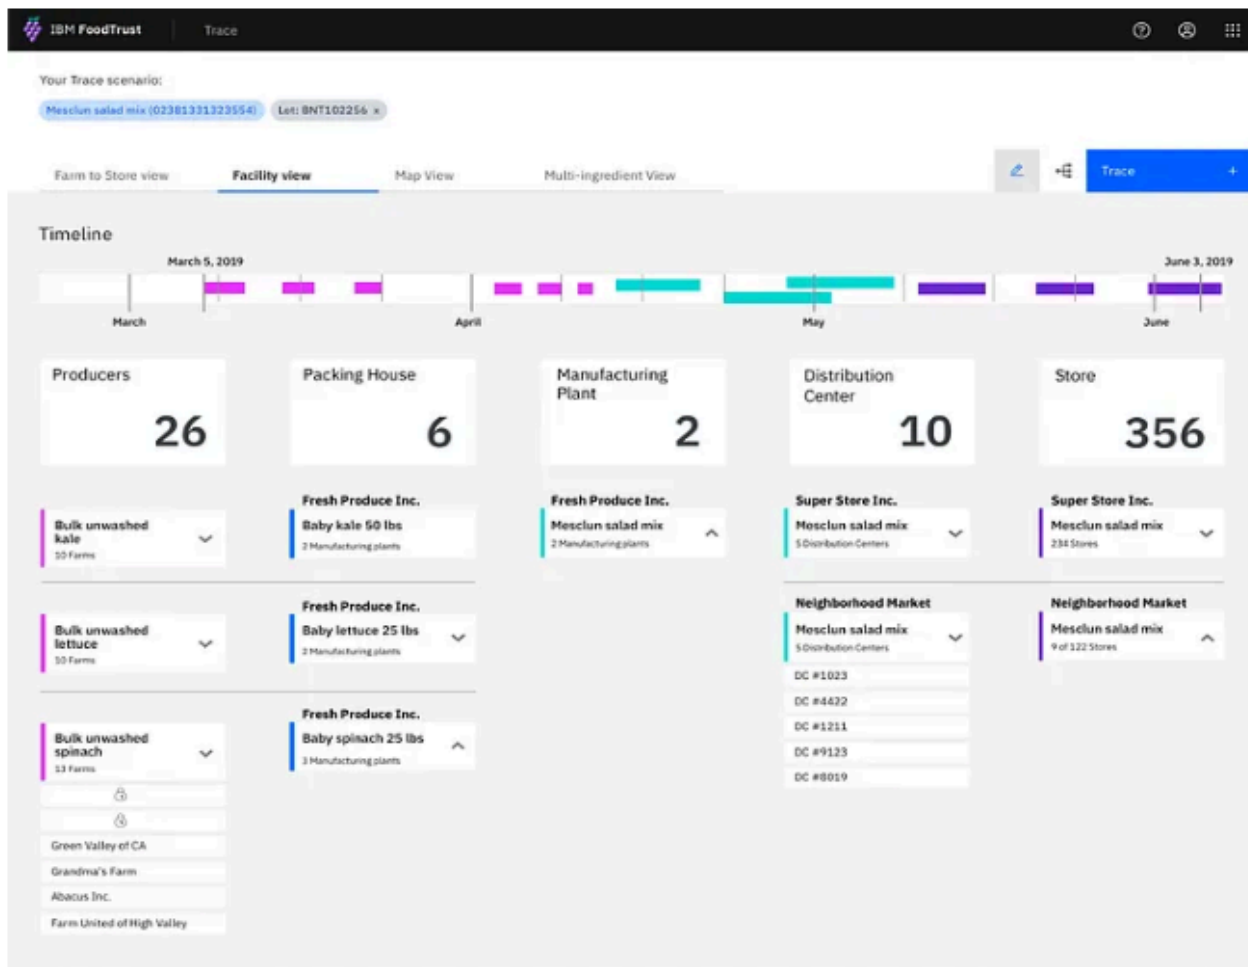 IBM FoodTrust
Trace
Your Trace scenario:
Mesclun salad mix (02381331323554)
Lot: BNT102256 ×
Farm to Store view
Facility view
Map View
Multi-ingredient View
Trace +
Timeline
March 5, 2019
June 3, 2019
March
April
May
June
Producers
26
Packing House
6
Manufacturing
Plant
2
Distribution
Center
10
Store
356
Bulk unwashed
kale
10 Farms
Fresh Produce Inc.
Baby kale 50 lbs
2 Manufacturing plants
Fresh Produce Inc.
Mesclun salad mix
2 Manufacturing plants
Super Store Inc.
Mesclun salad mix
5 Distribution Centers
Super Store Inc.
Mesclun salad mix
234 Stores
Bulk unwashed
lettuce
10 Farms
Fresh Produce Inc.
Baby lettuce 25 lbs
2 Manufacturing plants
Neighborhood Market
Mesclun salad mix
5 Distribution Centers
DC #1023
DC #4422
DC #1211
DC #9123
DC #8019
Neighborhood Market
Mesclun salad mix
9 of 122 Stores
Bulk unwashed
spinach
13 Farms
Green Valley of CA
Grandma's Farm
Abacus Inc.
Farm United of High Valley
Fresh Produce Inc.
Baby spinach 25 lbs
3 Manufacturing plants